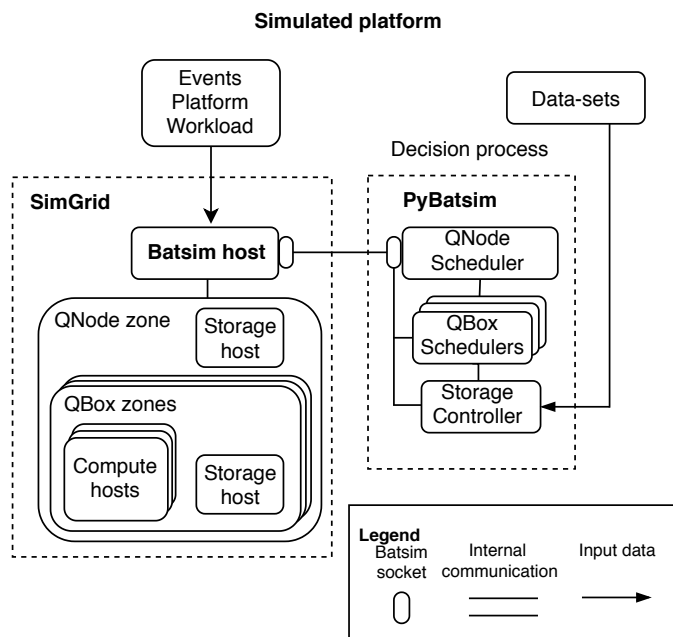 Simulated platform
Events
Platform
Workload
Data-sets
Decision process
SimGrid
PyBatsim
Batsim host
QNode
Scheduler
QNode zone
Storage
host
QBox
Schedulers
Storage
Controller
QBox zones
Compute
hosts
Storage
host
Legend
Batsim
socket
Internal
communication
Input data